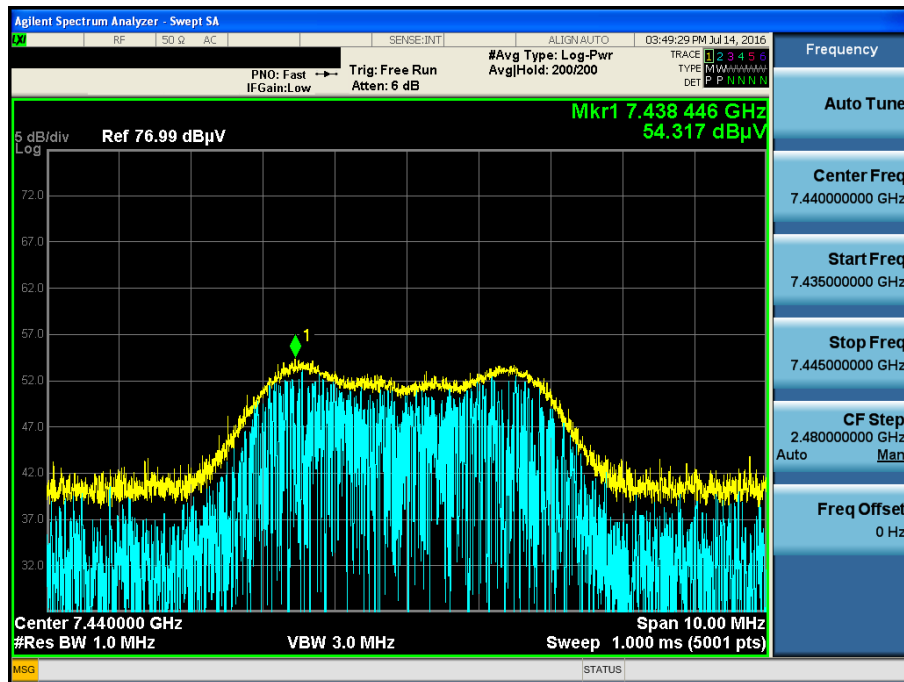 Agilent Spectrum Analyzer - Swept SA
LXI RF 50 Ω AC SENSE:INT ALIGN AUTO 03:49:29 PM Jul 14, 2016
PNO: Fast Trig: Free Run #Avg Type: Log-Pwr TRACE 1 2 3 4 5 6
IFGain:Low Atten: 6 dB Avg|Hold: 200/200 TYPE M W W W W W
DET P P N N N N
Mkr1 7.438 446 GHz
54.317 dBµV
5 dB/div Ref 76.99 dBµV
Log
72.0
67.0
62.0
57.0
1
52.0
47.0
42.0
37.0
32.0
Center 7.440000 GHz Span 10.00 MHz
#Res BW 1.0 MHz VBW 3.0 MHz Sweep 1.000 ms (5001 pts)
MSG STATUS
Frequency
Auto Tune
Center Freq
7.440000000 GHz
Start Freq
7.435000000 GHz
Stop Freq
7.445000000 GHz
CF Step
2.480000000 GHz
Auto Man
Freq Offset
0 Hz